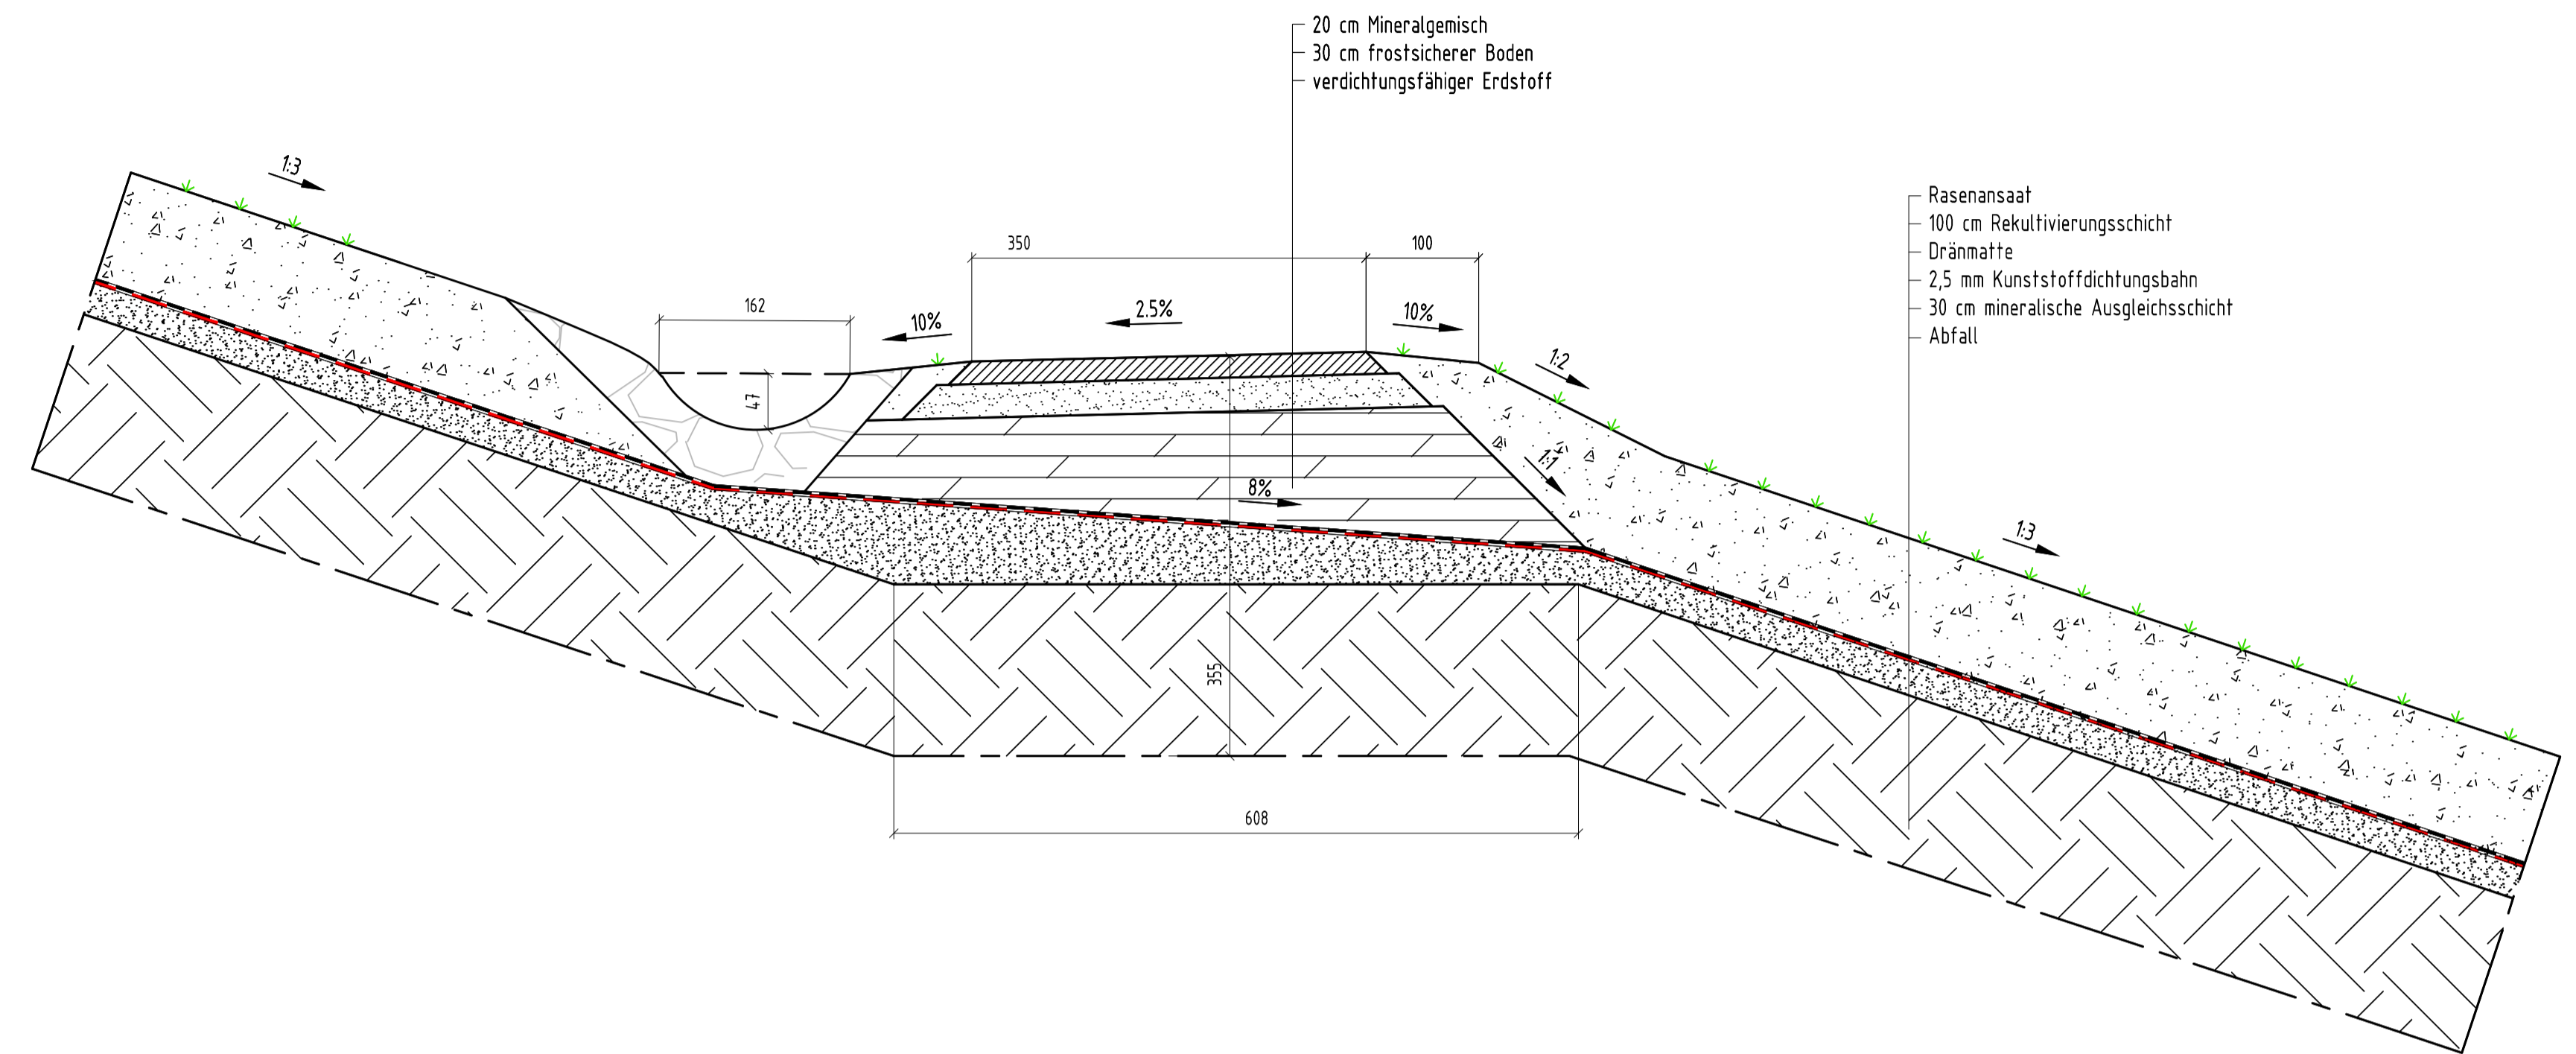 20 cm Mineralgemisch
30 cm frostsicherer Boden
verdichtungsfähiger Erdstoff
1:3
Rasenansaat
100 cm Rekultivierungsschicht
Dränmatte
2,5 mm Kunststoffdichtungsbahn
30 cm mineralische Ausgleichsschicht
Abfall
350
100
162
10%
2.5%
10%
1:2
47
1:1
8%
1:3
355
608